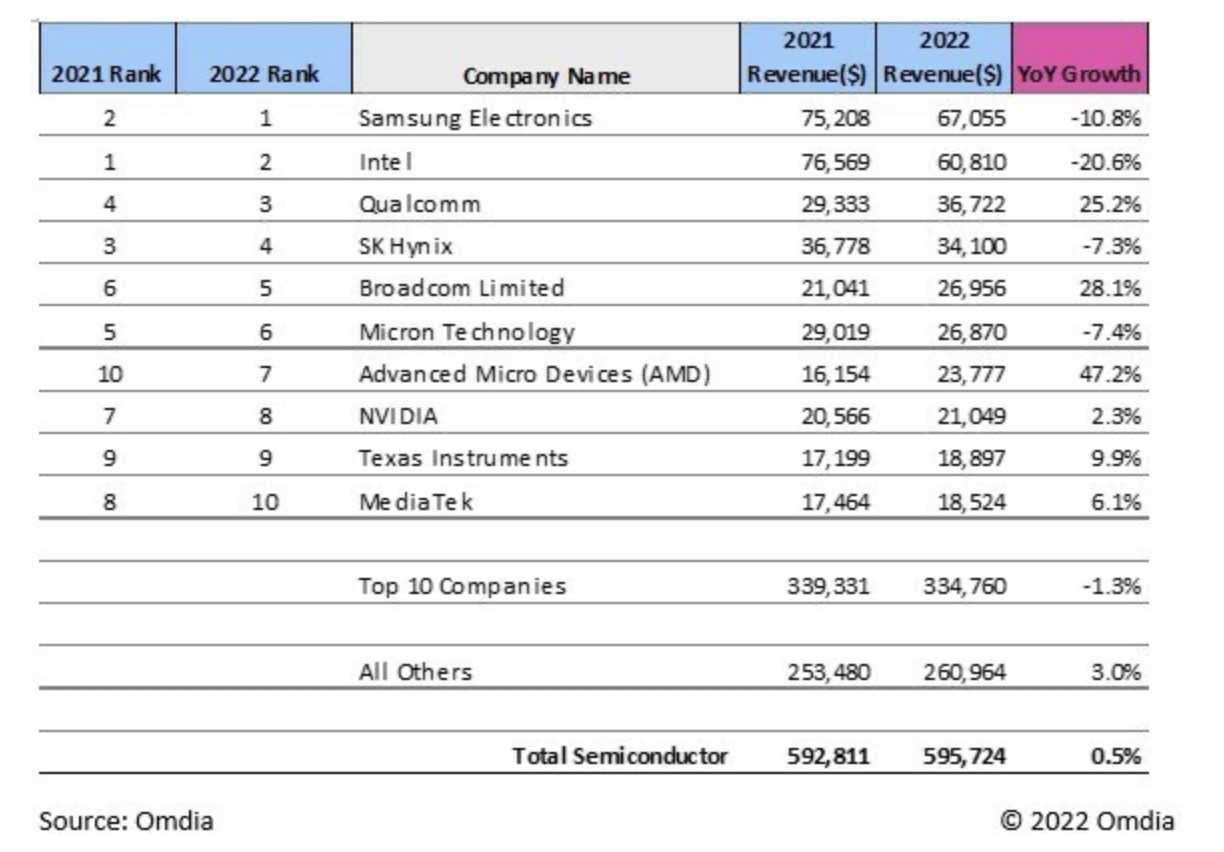 2021 Rank 2022 Rank Company Name 2021 Revenue($) 2022 Revenue($) YoY Growth
2 1 Samsung Electronics 75,208 67,055 -10.8%
1 2 Intel 76,569 60,810 -20.6%
4 3 Qualcomm 29,333 36,722 25.2%
3 4 SK Hynix 36,778 34,100 -7.3%
6 5 Broadcom Limited 21,041 26,956 28.1%
5 6 Micron Technology 29,019 26,870 -7.4%
10 7 Advanced Micro Devices (AMD) 16,154 23,777 47.2%
7 8 NVIDIA 20,566 21,049 2.3%
9 9 Texas Instruments 17,199 18,897 9.9%
8 10 MediaTek 17,464 18,524 6.1%
Top 10 Companies 339,331 334,760 -1.3%
All Others 253,480 260,964 3.0%
Total Semiconductor 592,811 595,724 0.5%
Source: Omdia © 2022 Omdia